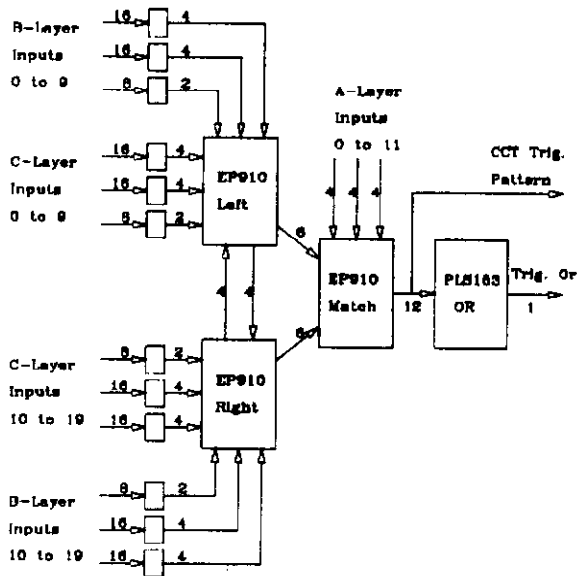 B-Layer
Inputs
0 to 9
16
4
16
4
8
2
C-Layer
Inputs
0 to 9
16
4
16
4
8
2
EP910
Left
A-Layer
Inputs
0 to 11
4
4
4
CCT Trig.
Pattern
6
4
4
EP910
Match
12
PLS153
OR
Trig. Or
1
6
C-Layer
Inputs
10 to 19
8
2
16
4
16
4
EP910
Right
B-Layer
Inputs
10 to 19
8
2
16
4
16
4